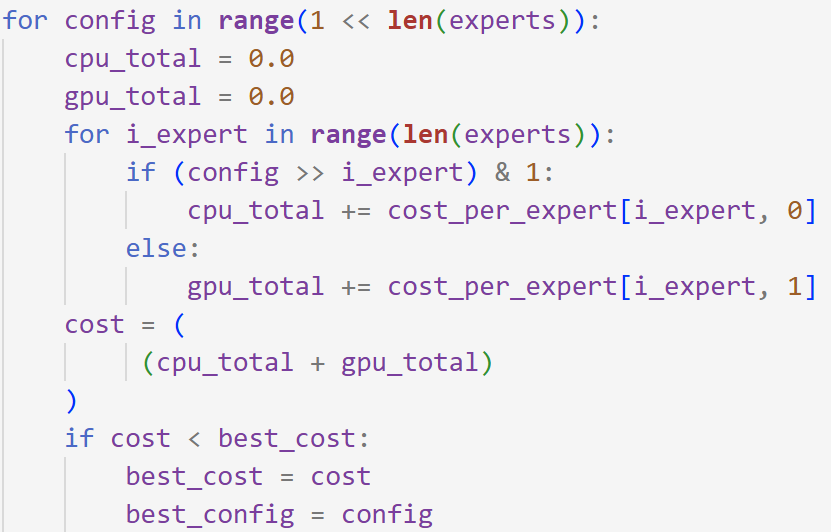 for config in range(1 << len(experts)):
    cpu_total = 0.0
    gpu_total = 0.0
    for i_expert in range(len(experts)):
        if (config >> i_expert) & 1:
            cpu_total += cost_per_expert[i_expert, 0]
        else:
            gpu_total += cost_per_expert[i_expert, 1]
    cost = (
         (cpu_total + gpu_total)
    )
    if cost < best_cost:
        best_cost = cost
        best_config = config